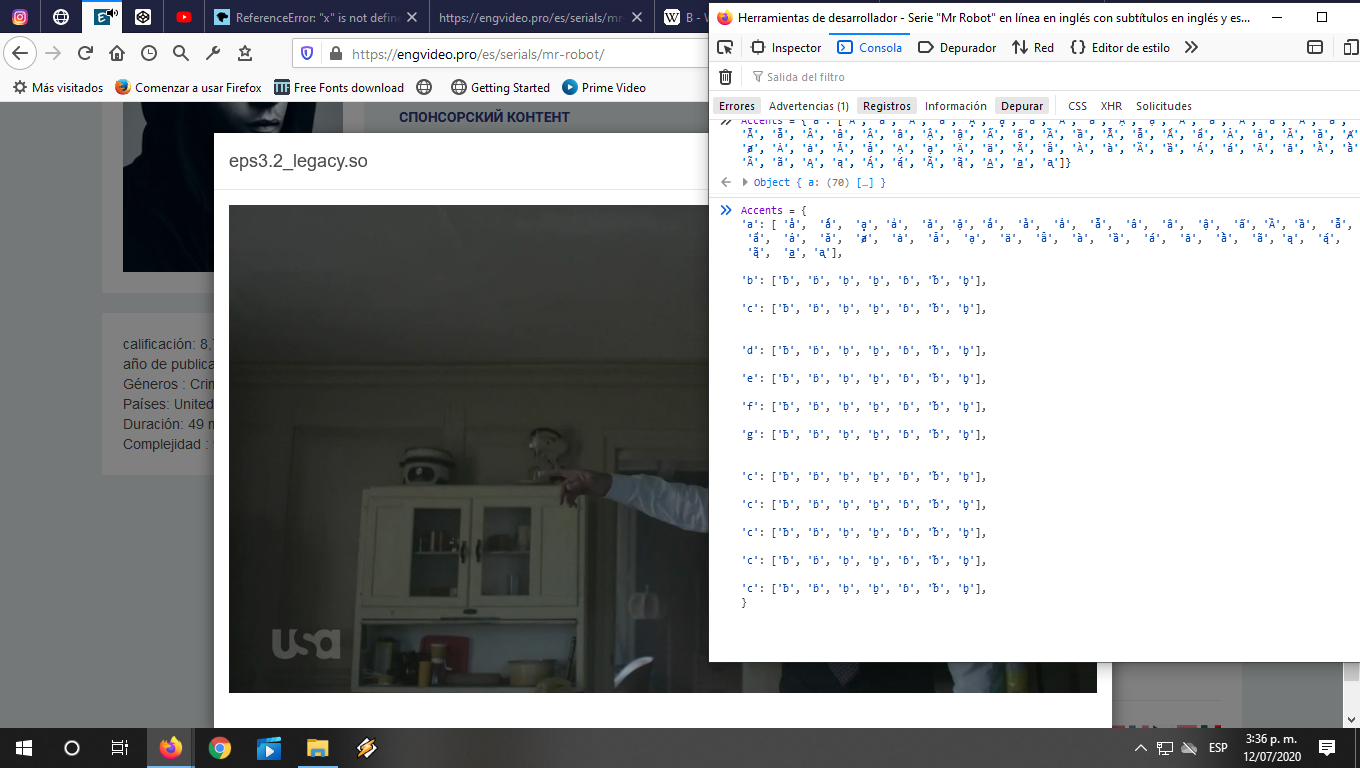 ReferenceError: "x" is not define
https://engvideo.pro/es/serials/mr-
B - W
https://engvideo.pro/es/serials/mr-robot/
Más visitados
Comenzar a usar Firefox
Free Fonts download
Getting Started
Prime Video
СПОНСОРСКИЙ КОНТЕНТ
eps3.2_legacy.so
calificación: 8,
año de publica
Géneros : Crim
Países: United
Duración: 49 m
Complejidad :
usa
Herramientas de desarrollador - Serie "Mr Robot" en línea en inglés con subtítulos en inglés y es...
Inspector
Consola
Depurador
Red
Editor de estilo
Salida del filtro
Errores
Advertencias (1)
Registros
Información
Depurar
CSS
XHR
Solicitudes
Object { a: (70) […] }
Accents = {
'b': ['ƀ', 'ḃ', 'ḅ', 'ḇ', 'ɓ', 'b̃', 'b̧'],
'c': ['ƀ', 'ḃ', 'ḅ', 'ḇ', 'ɓ', 'b̃', 'b̧'],
'd': ['ƀ', 'ḃ', 'ḅ', 'ḇ', 'ɓ', 'b̃', 'b̧'],
'e': ['ƀ', 'ḃ', 'ḅ', 'ḇ', 'ɓ', 'b̃', 'b̧'],
'f': ['ƀ', 'ḃ', 'ḅ', 'ḇ', 'ɓ', 'b̃', 'b̧'],
'g': ['ƀ', 'ḃ', 'ḅ', 'ḇ', 'ɓ', 'b̃', 'b̧'],
'c': ['ƀ', 'ḃ', 'ḅ', 'ḇ', 'ɓ', 'b̃', 'b̧'],
'c': ['ƀ', 'ḃ', 'ḅ', 'ḇ', 'ɓ', 'b̃', 'b̧'],
'c': ['ƀ', 'ḃ', 'ḅ', 'ḇ', 'ɓ', 'b̃', 'b̧'],
'c': ['ƀ', 'ḃ', 'ḅ', 'ḇ', 'ɓ', 'b̃', 'b̧'],
'c': ['ƀ', 'ḃ', 'ḅ', 'ḇ', 'ɓ', 'b̃', 'b̧'],
}
ESP
3:36 p. m.
12/07/2020